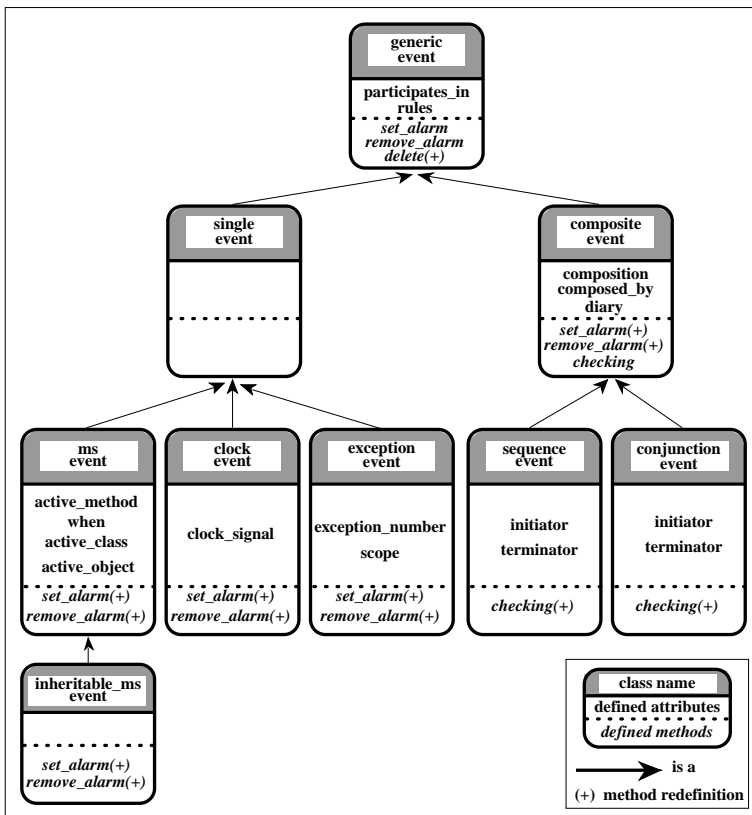 generic
event
participates_in
rules
set_alarm
remove_alarm
delete(+)
single
event
composite
event
composition
composed_by
diary
set_alarm(+)
remove_alarm(+)
checking
ms
event
active_method
when
active_class
active_object
set_alarm(+)
remove_alarm(+)
clock
event
clock_signal
set_alarm(+)
remove_alarm(+)
exception
event
exception_number
scope
set_alarm(+)
remove_alarm(+)
sequence
event
initiator
terminator
checking(+)
conjunction
event
initiator
terminator
checking(+)
inheritable_ms
event
set_alarm(+)
remove_alarm(+)
class name
defined attributes
defined methods
is a
(+) method redefinition